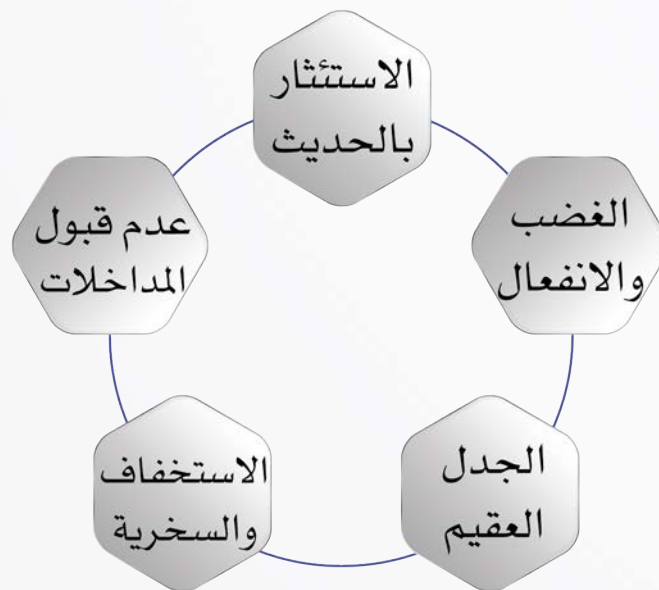 الاستئثار
بالحديث
الغضب
والانفعال
الجدل
العقيم
الاستخفاف
والسخرية
عدم قبول
المداخلات